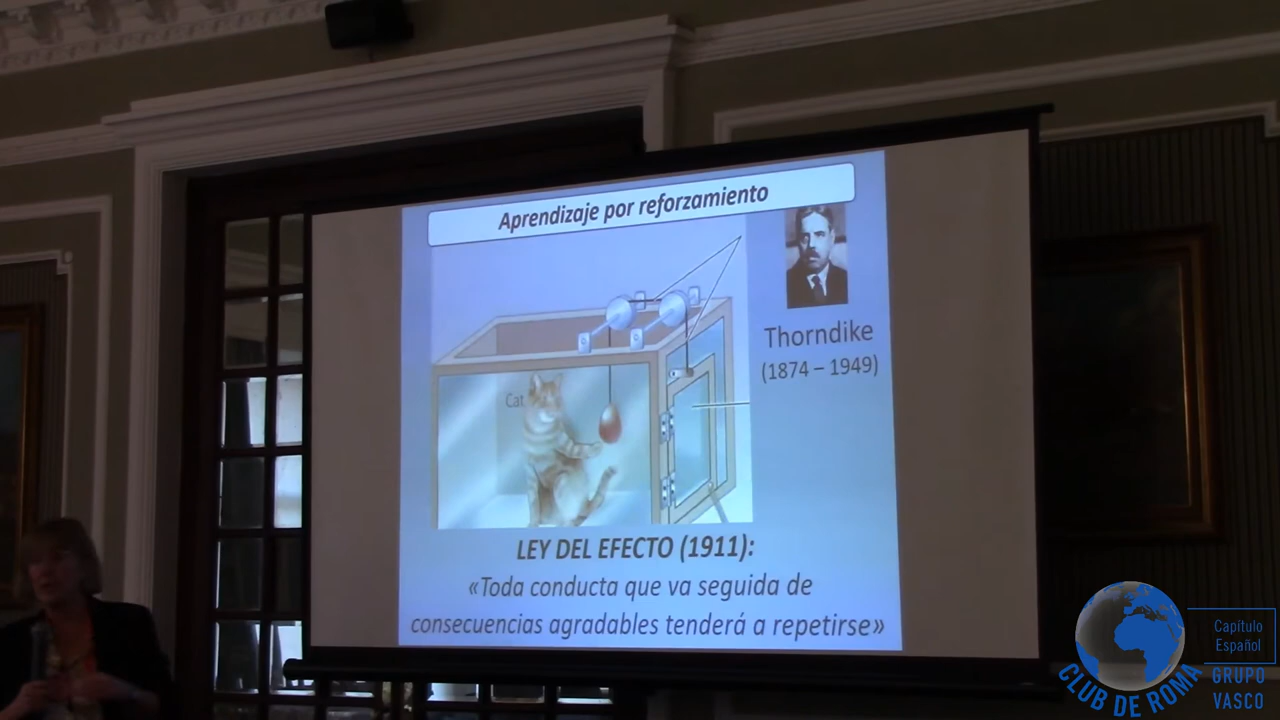 Aprendizaje por reforzamiento
Thorndike
(1874 – 1949)
Cat
LEY DEL EFECTO (1911):
«Toda conducta que va seguida de
consecuencias agradables tenderá a repetirse»
Capítulo
Español
CLUB DE ROMA
GRUPO
VASCO